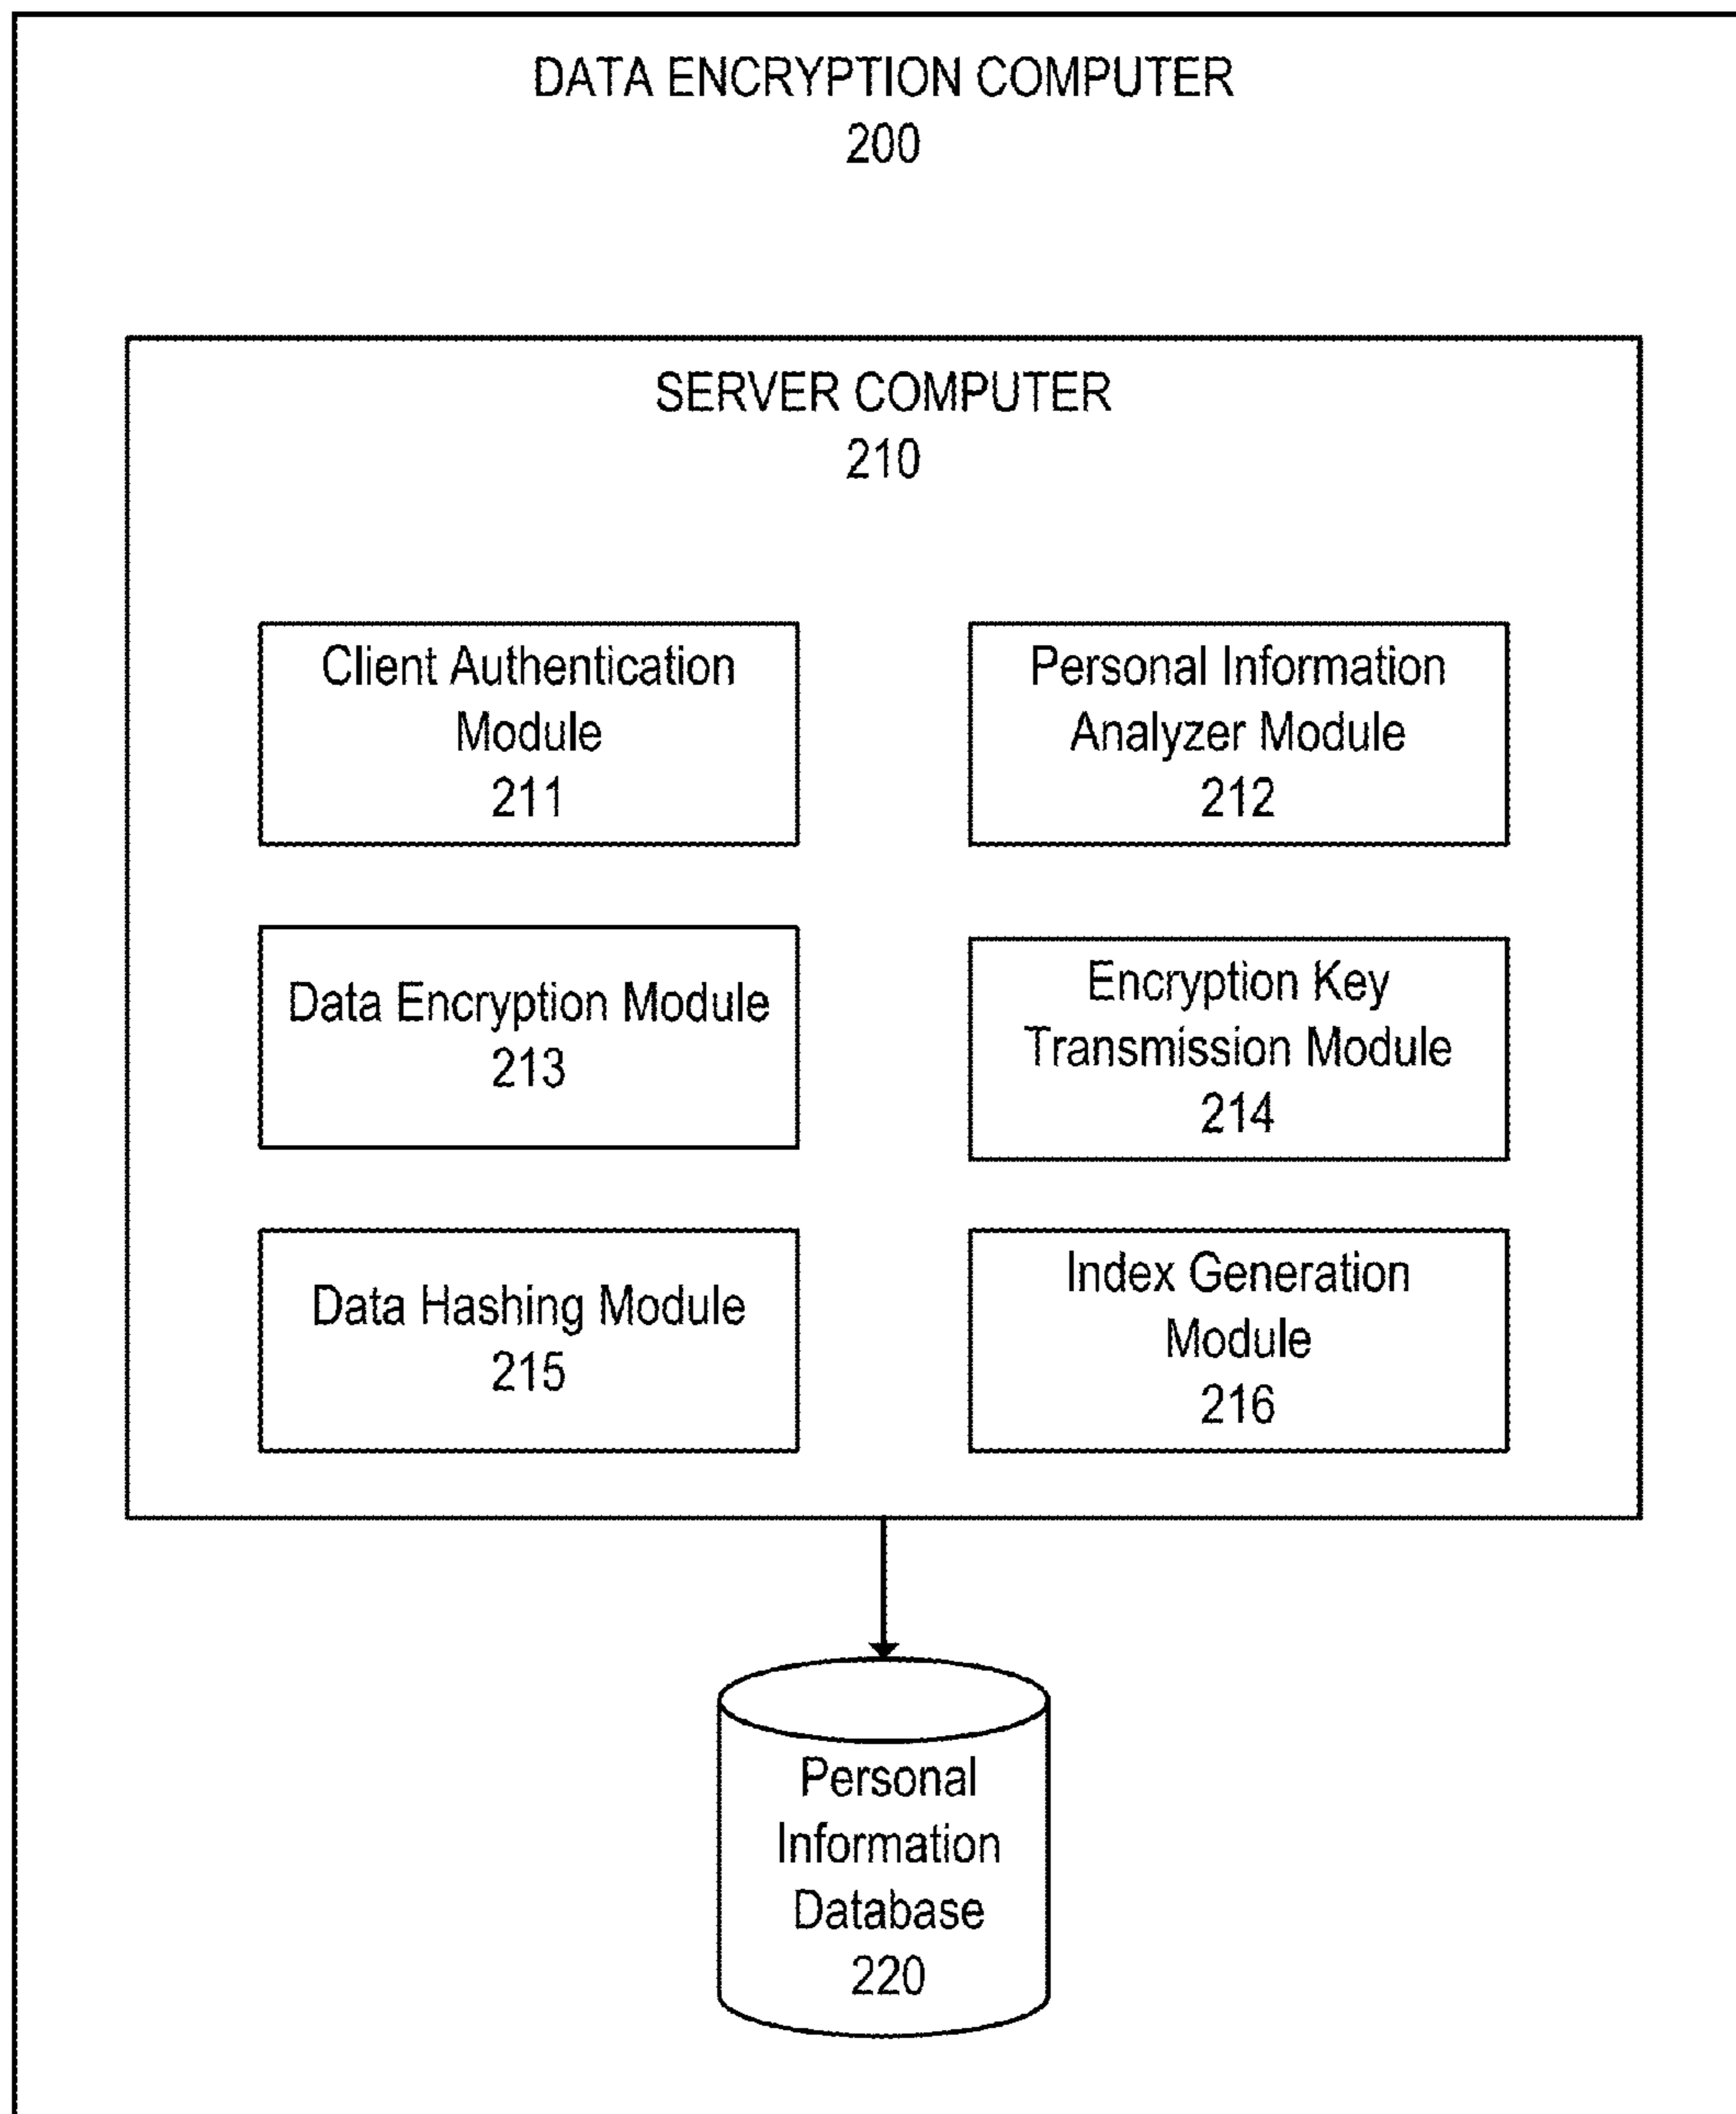 DATA ENCRYPTION COMPUTER
200
SERVER COMPUTER
210
Client Authentication
Module
211
Personal Information
Analyzer Module
212
Data Encryption Module
213
Encryption Key
Transmission Module
214
Data Hashing Module
215
Index Generation
Module
216
Personal
Information
Database
220